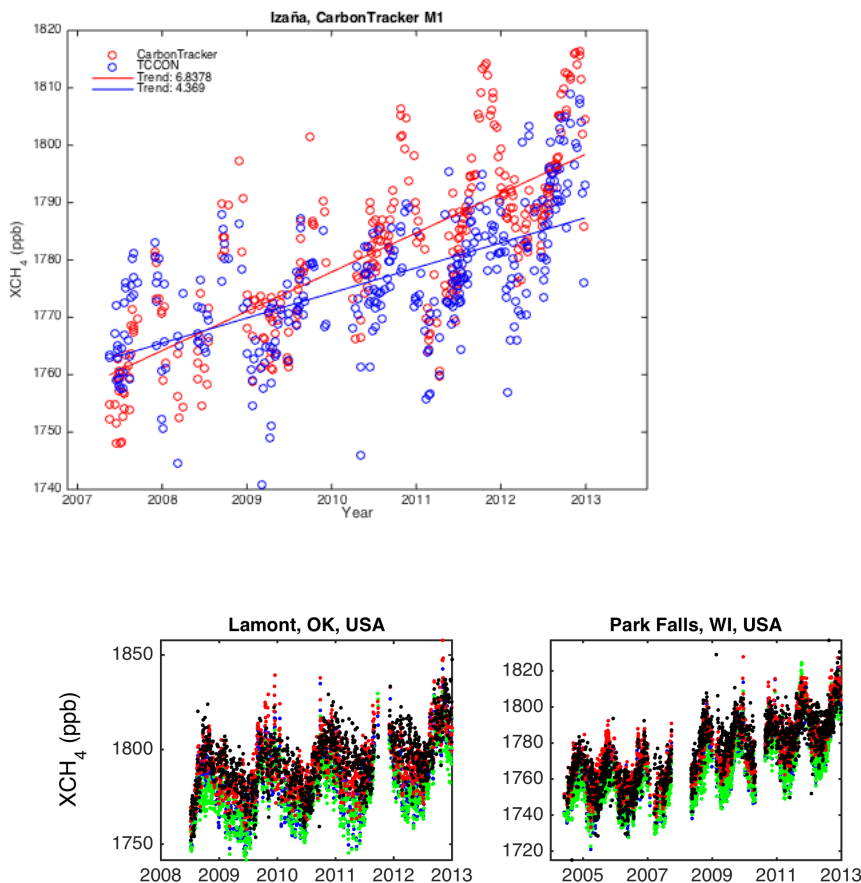 Izaña, CarbonTracker M1
1820
1810
1800
1790
1780
1770
1760
1750
1740
XCH4 (ppb)
CarbonTracker
TCCON
Trend: 6.8378
Trend: 4.369
2007 2008 2009 2010 2011 2012 2013
Year
Lamont, OK, USA
1850
1800
1750
XCH4 (ppb)
2008 2009 2010 2011 2012 2013
Park Falls, WI, USA
1820
1800
1780
1760
1740
1720
2005 2007 2009 2011 2013